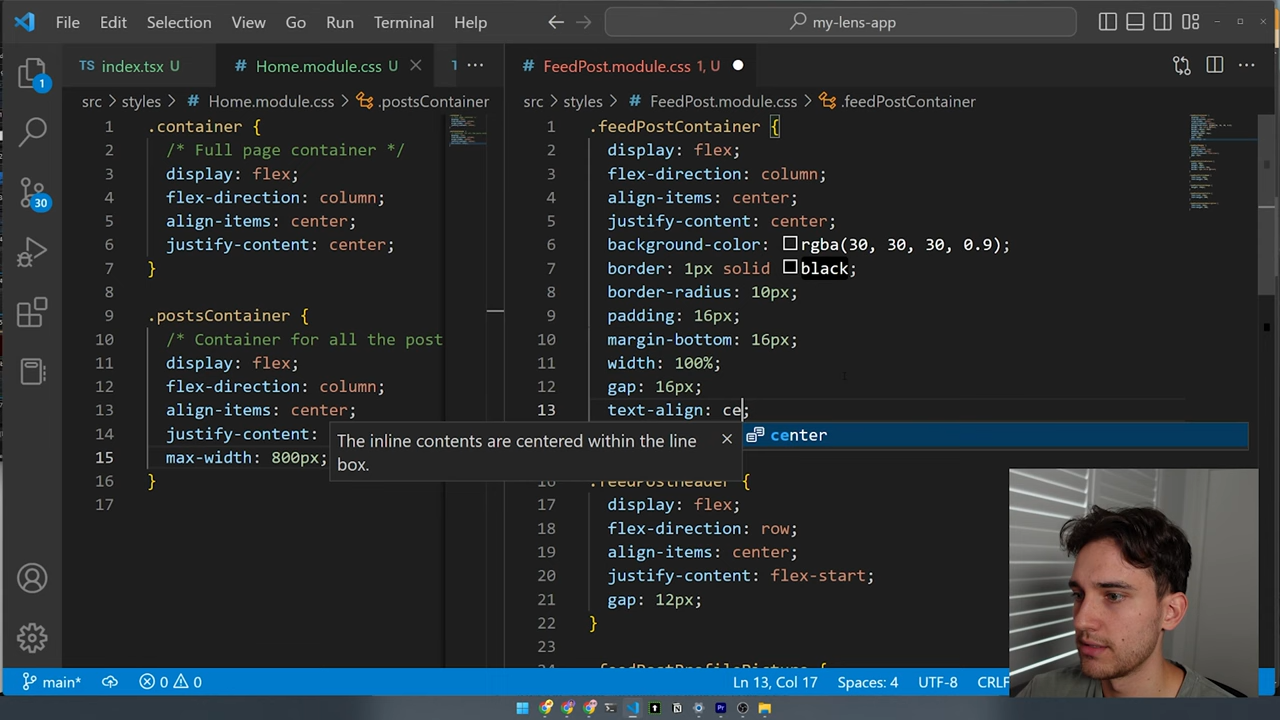 File Edit Selection View Go Run Terminal Help my-lens-app
TS index.tsx U # Home.module.css U
# FeedPost.module.css 1, U
src styles # Home.module.css .postsContainer
src styles # FeedPost.module.css .feedPostContainer
1 .container {
2 /* Full page container */
3 display: flex;
4 flex-direction: column;
5 align-items: center;
6 justify-content: center;
7 }
8
9 .postsContainer {
10 /* Container for all the post
11 display: flex;
12 flex-direction: column;
13 align-items: center;
14 justify-content:
15 max-width: 800px;
16 }
17
1 .feedPostContainer {
2 display: flex;
3 flex-direction: column;
4 align-items: center;
5 justify-content: center;
6 background-color: rgba(30, 30, 30, 0.9);
7 border: 1px solid black;
8 border-radius: 10px;
9 padding: 16px;
10 margin-bottom: 16px;
11 width: 100%;
12 gap: 16px;
13 text-align: ce;
center
The inline contents are centered within the line
box.
.feedPostHeader {
17 display: flex;
18 flex-direction: row;
19 align-items: center;
20 justify-content: flex-start;
21 gap: 12px;
22 }
23
.feedPostProfilePicture {
1
30
main* 0 0 Ln 13, Col 17 Spaces: 4 UTF-8 CRLF